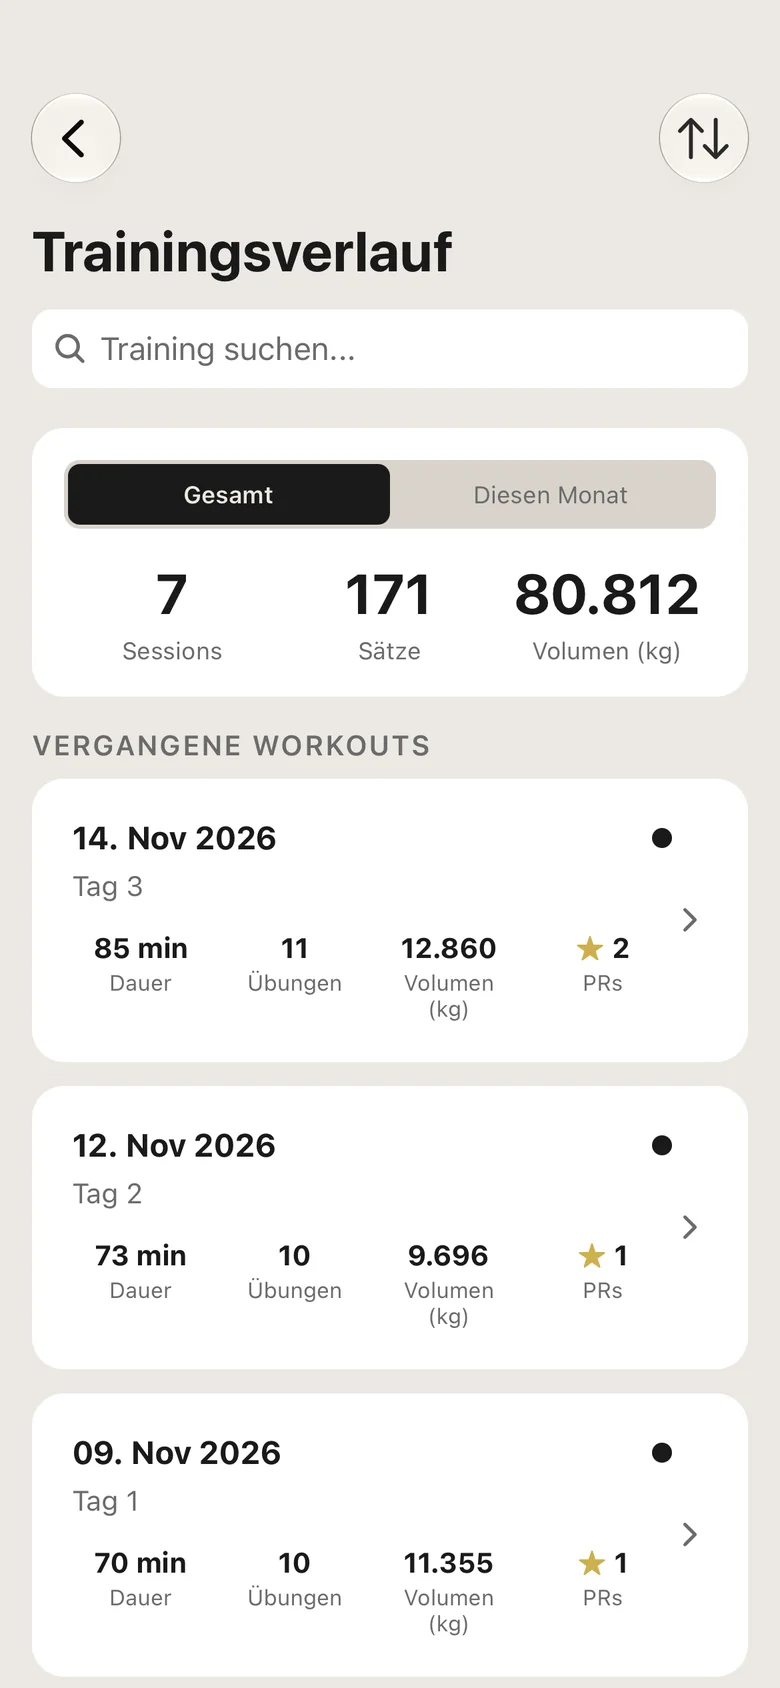 Trainingsverlauf
Training suchen...
Gesamt
Diesen Monat
7
171
80.812
Sessions
Sätze
Volumen (kg)
VERGANGENE WORKOUTS
14. Nov 2026
Tag 3
85 min
11
12.860
2
Dauer
Übungen
Volumen
(kg)
PRs
12. Nov 2026
Tag 2
73 min
10
9.696
1
Dauer
Übungen
Volumen
(kg)
PRs
09. Nov 2026
Tag 1
70 min
10
11.355
1
Dauer
Übungen
Volumen
(kg)
PRs